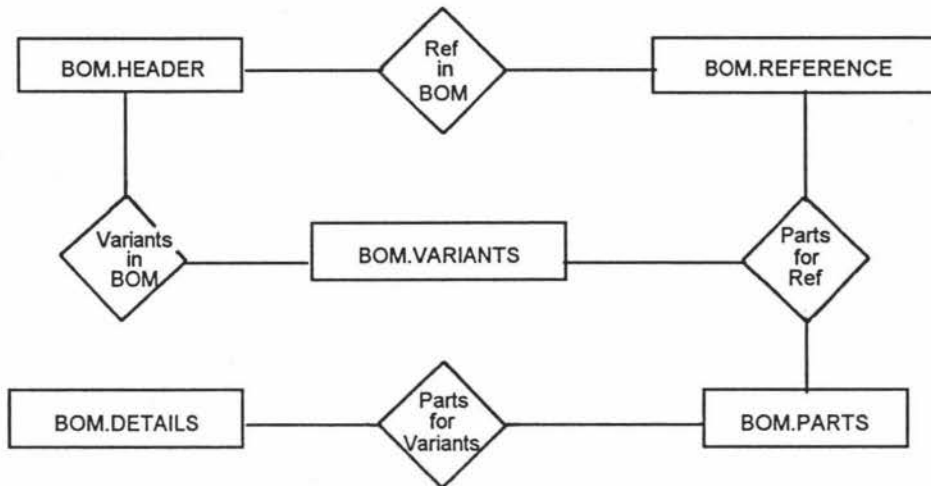 BOM.HEADER
Ref
in
BOM
BOM.REFERENCE
Variants
in
BOM
BOM.VARIANTS
Parts
for
Ref
BOM.DETAILS
Parts
for
Variants
BOM.PARTS